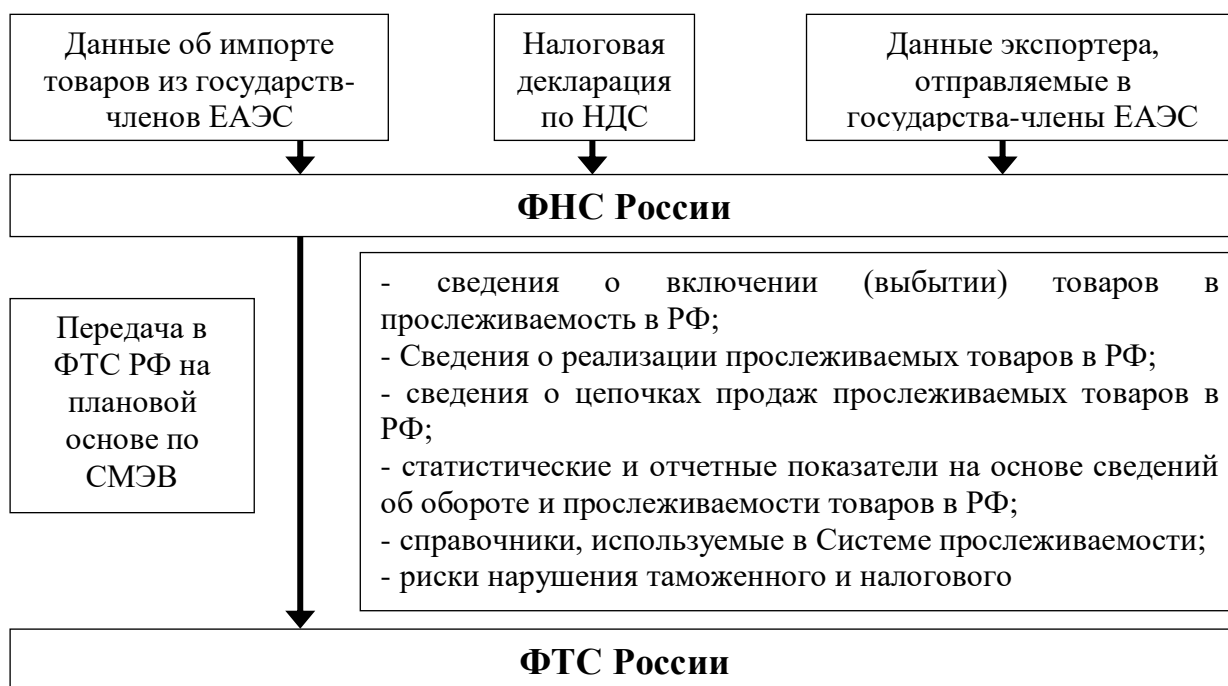 Данные об импорте
товаров из государств-
членов ЕАЭС
Налоговая
декларация
по НДС
Данные экспортера,
отправляемые в
государства-члены ЕАЭС
ФНС России
Передача в
ФТС РФ на
плановой
основе по
СМЭВ
- сведения о включении (выбытии) товаров в
прослеживаемость в РФ;
- Сведения о реализации прослеживаемых товаров в РФ;
- сведения о цепочках продаж прослеживаемых товаров в
РФ;
- статистические и отчетные показатели на основе сведений
об обороте и прослеживаемости товаров в РФ;
- справочники, используемые в Системе прослеживаемости;
- риски нарушения таможенного и налогового
ФТС России